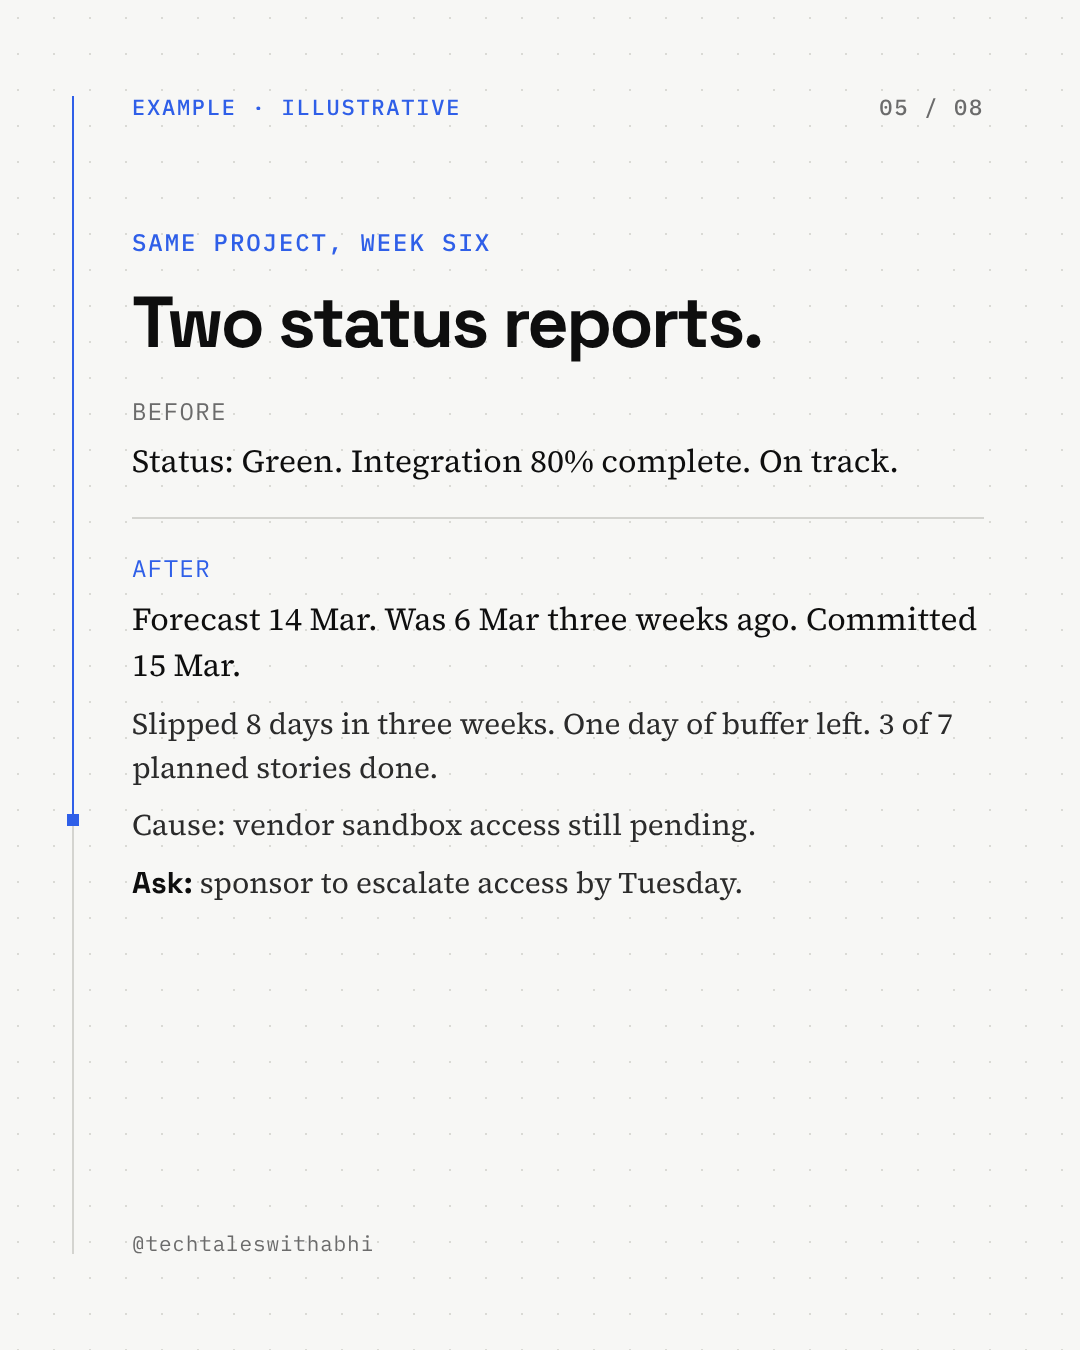 EXAMPLE · ILLUSTRATIVE
05 / 08
SAME PROJECT, WEEK SIX
Two status reports.
BEFORE
Status: Green. Integration 80% complete. On track.
AFTER
Forecast 14 Mar. Was 6 Mar three weeks ago. Committed
15 Mar.
Slipped 8 days in three weeks. One day of buffer left. 3 of 7
planned stories done.
Cause: vendor sandbox access still pending.
Ask: sponsor to escalate access by Tuesday.
@techtaleswithabhi